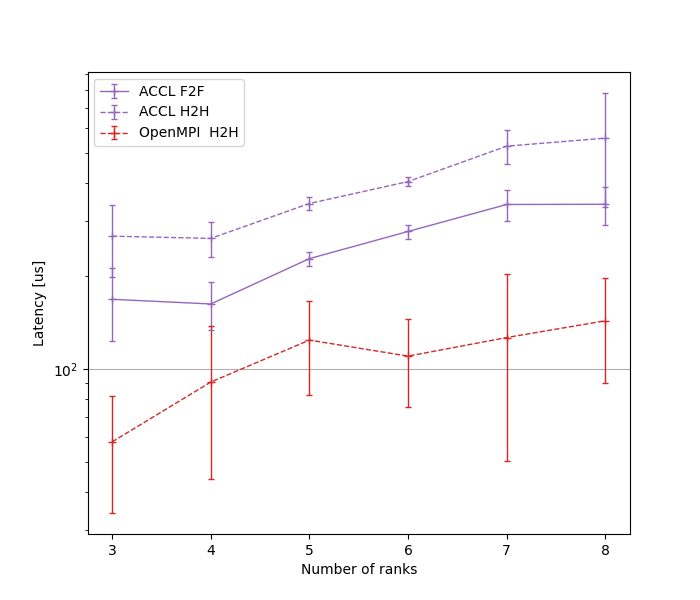 ACCL F2F
ACCL H2H
OpenMPI  H2H
Latency [us]
10²
3 4 5 6 7 8
Number of ranks